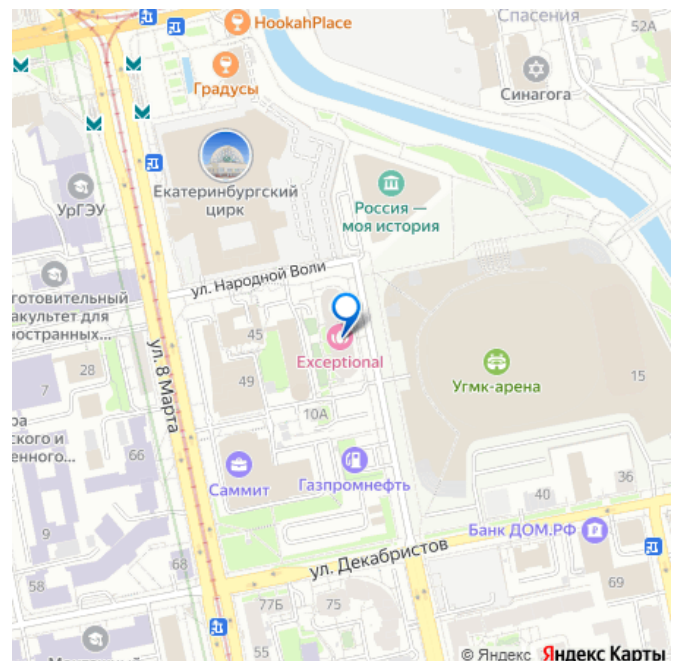 HookahPlace
Спасения
52А
Градусы
Синагога
УрГЭУ
Екатеринбургский
цирк
Россия —
моя история
готовительный
акультет для
ностранных...
ул. Народной Воли
45
Exceptional
Угмк-арена
15
28
7
49
ул. 8 Марта
10А
ра
ского и
енного...
66
Саммит
Газпромнефть
36
40
Банк ДОМ.РФ
9
ул. Декабристов
68
58
69
77Б
75
55
© Яндекс Яндекс Карты